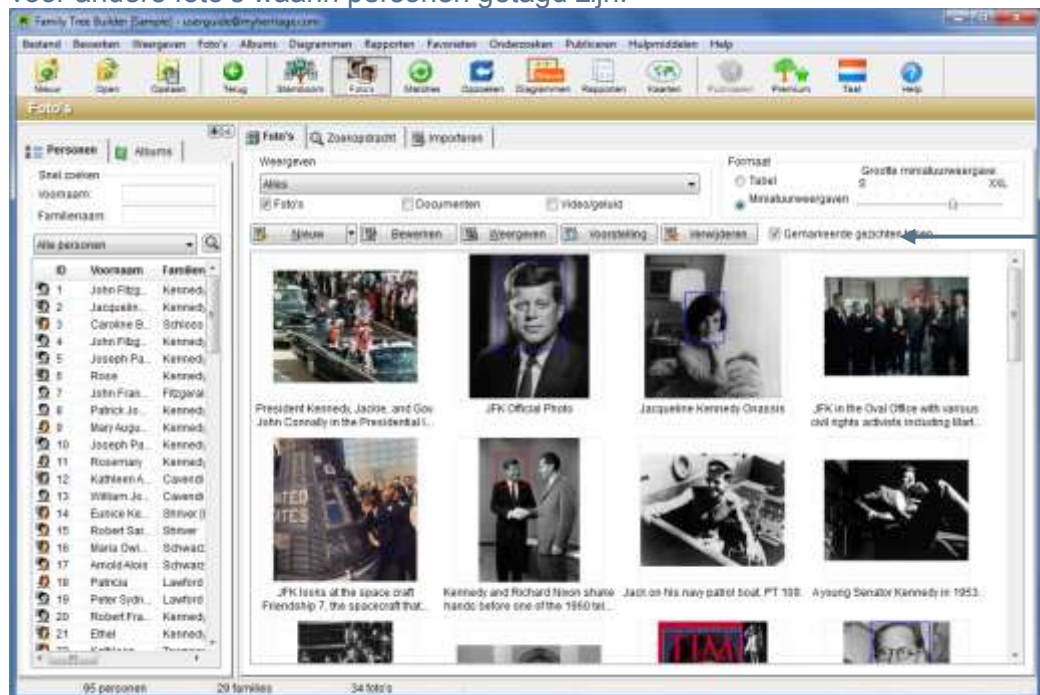 Family Tree Builder [Sample] - userguide@myheritage.com
Bestand Bewerken Weergeven Foto's Albums Diagrammen Rapporten Favorieten Onderzoeken Publiceren Hulpmiddelen Help
Nieuw Open Opslaan Terug Stamboom Foto's Matches Opzoeken Diagrammen Rapporten Kaarten Publiceren Premium Taal Help
Foto's
Personen Albums
Snel zoeken
Voornaam:
Familienaam:
Alle personen
ID Voornaam Familien
1 John Fitzg... Kennedy
2 Jacquelin... Kennedy
3 Caroline B... Schloss
4 John Fitzg... Kennedy
5 Joseph Pa... Kennedy
6 Rose Kennedy
7 John Fran... Fitzgeral
8 Patrick Jo... Kennedy
9 Mary Augu... Kennedy
10 Joseph Pa... Kennedy
11 Rosemary Kennedy
12 Kathleen A... Cavendi
13 William Jo... Cavendi
14 Eunice Ke... Shriver (
15 Robert Sar... Shriver
16 Maria Owi... Schwarz
17 Arnold Alois Schwarz
18 Patricia Lawford
19 Peter Sydn... Lawford
20 Robert Fra... Kennedy
21 Ethel Kennedy
Foto's Zoekopdracht Importeren
Weergeven
Alles
Foto's Documenten Video/geluid
Formaat
Tabel
Miniatuurweergaven
Grootte miniatuurweergave
S XXL
Nieuw Bewerken Weergeven Voorstelling Verwijderen Gemarkeerde gezichten
President Kennedy, Jackie, and Gov
John Connally in the Presidential l...
JFK Official Photo
Jacqueline Kennedy Onassis
JFK in the Oval Office with various
civil rights activists including Mart...
UNITED
STATES
JFK looks at the space craft
Friendship 7, the spacecraft that...
Kennedy and Richard Nixon shake
hands before one of the 1960 tel...
Jack on his navy patrol boat, PT 109.
A young Senator Kennedy in 1953.
TIM
95 personen 29 families 34 foto's